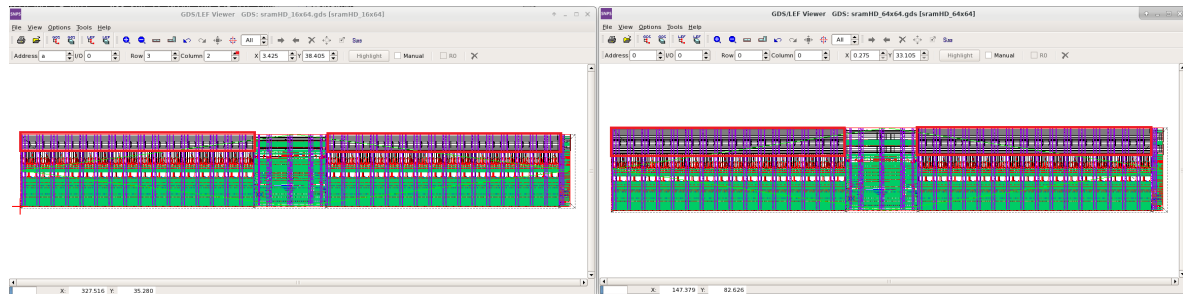 GDS/LEF Viewer GDS: sramHD_16x64.gds [sramHD_16x64]
File View Options Tools Help
All
Address a I/O 0 Row 3 Column 2 X 3.425 Y 38.405 Highlight Manual R0
X: 327.516 Y: 35.280
GDS/LEF Viewer GDS: sramHD_64x64.gds [sramHD_64x64]
File View Options Tools Help
All
Address 0 I/O 0 Row 0 Column 0 X 0.275 Y 33.105 Highlight Manual R0
X: 147.379 Y: 82.626